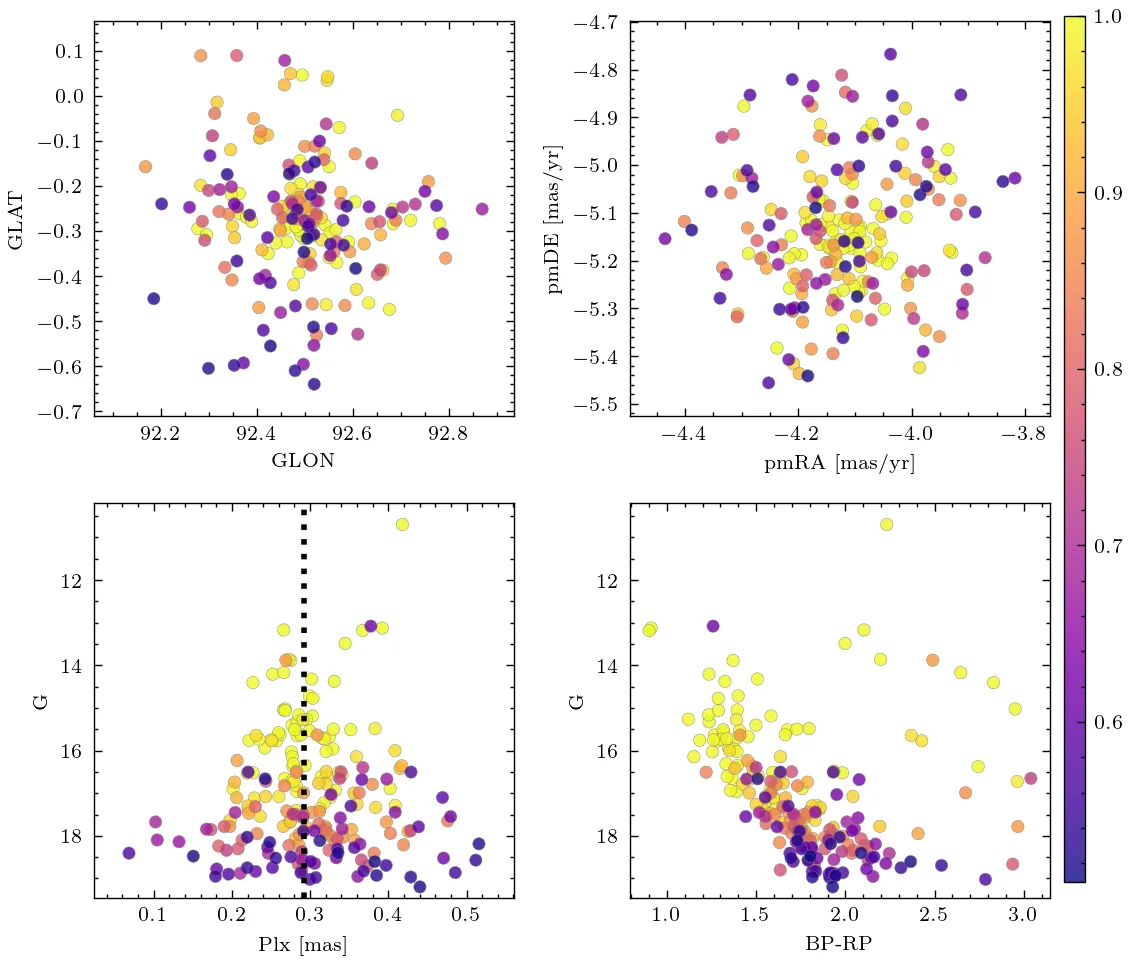 0.1
0.0
−0.1
−0.2
−0.3
−0.4
−0.5
−0.6
−0.7
GLAT
92.2 92.4 92.6 92.8
GLON
−4.7
−4.8
−4.9
−5.0
−5.1
−5.2
−5.3
−5.4
−5.5
pmDE [mas/yr]
−4.4 −4.2 −4.0 −3.8
pmRA [mas/yr]
1.0
0.9
0.8
0.7
0.6
12
14
16
18
G
0.1 0.2 0.3 0.4 0.5
Plx [mas]
12
14
16
18
G
1.0 1.5 2.0 2.5 3.0
BP-RP